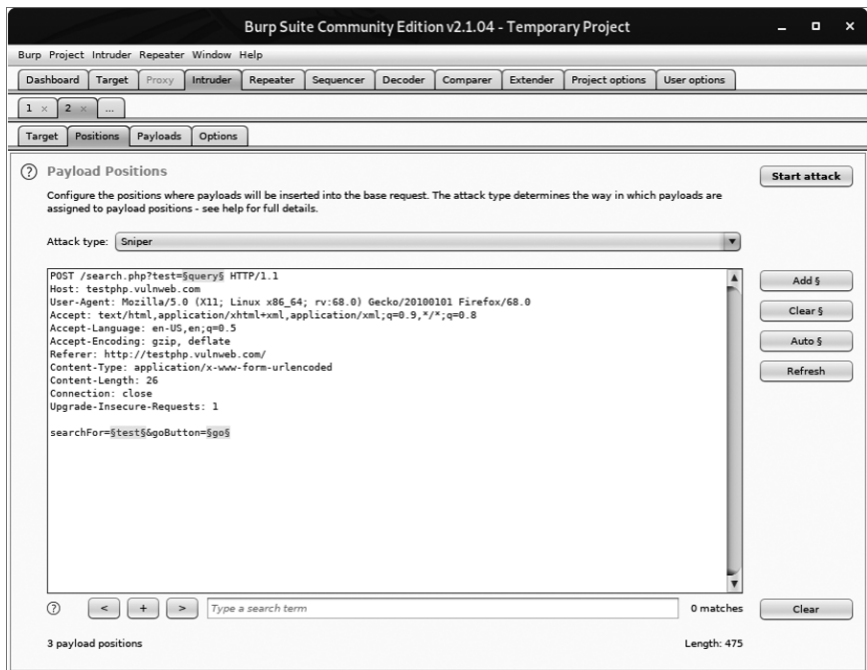 Burp Suite Community Edition v2.1.04 - Temporary Project
Burp Project Intruder Repeater Window Help
Dashboard Target Proxy Intruder Repeater Sequencer Decoder Comparer Extender Project options User options
1 × 2 × ...
Target Positions Payloads Options
? Payload Positions
Start attack
Configure the positions where payloads will be inserted into the base request. The attack type determines the way in which payloads are
assigned to payload positions - see help for full details.
Attack type: Sniper
POST /search.php?test=§query§ HTTP/1.1
Host: testphp.vulnweb.com
User-Agent: Mozilla/5.0 (X11; Linux x86_64; rv:68.0) Gecko/20100101 Firefox/68.0
Accept: text/html,application/xhtml+xml,application/xml;q=0.9,*/*;q=0.8
Accept-Language: en-US,en;q=0.5
Accept-Encoding: gzip, deflate
Referer: http://testphp.vulnweb.com/
Content-Type: application/x-www-form-urlencoded
Content-Length: 26
Connection: close
Upgrade-Insecure-Requests: 1
searchFor=§test§&goButton=§go§
Add §
Clear §
Auto §
Refresh
? < + > Type a search term 0 matches Clear
3 payload positions Length: 475